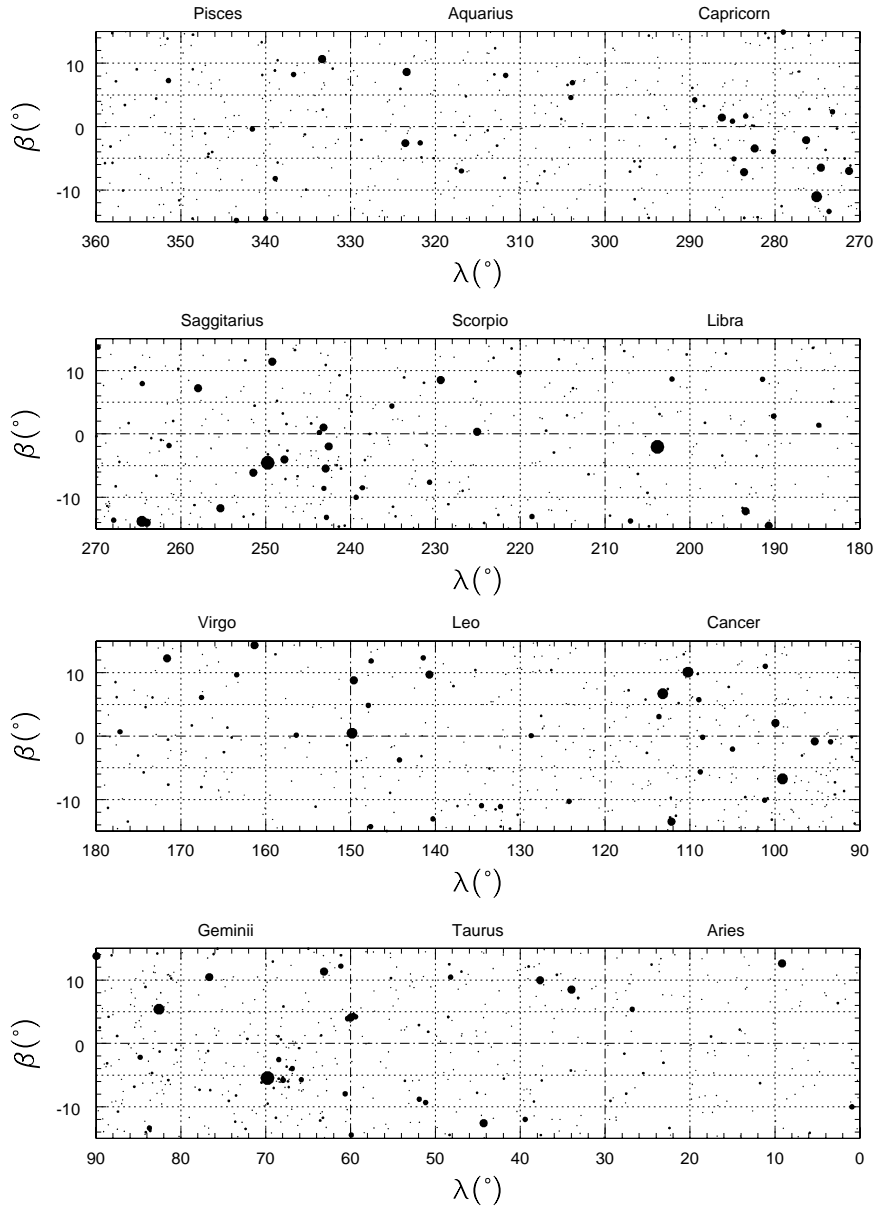 Pisces Aquarius Capricorn
10
0
-10
β(°)
360 350 340 330 320 310 300 290 280 270
λ(°)
Saggitarius Scorpio Libra
10
0
-10
β(°)
270 260 250 240 230 220 210 200 190 180
λ(°)
Virgo Leo Cancer
10
0
-10
β(°)
180 170 160 150 140 130 120 110 100 90
λ(°)
Geminii Taurus Aries
10
0
-10
β(°)
90 80 70 60 50 40 30 20 10 0
λ(°)